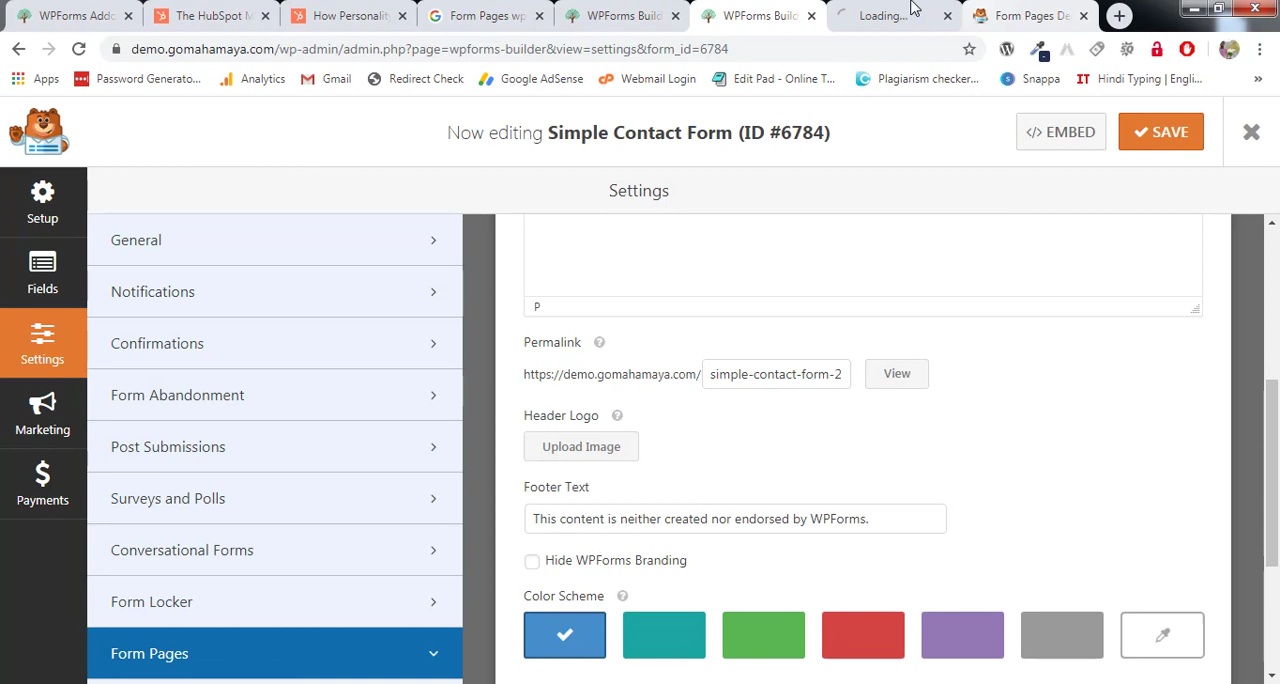 WPForms Addo
The HubSpot M
How Personality
Form Pages wp
WPForms Build
WPForms Build
Loading...
Form Pages De
demo.gomahamaya.com/wp-admin/admin.php?page=wpforms-builder&view=settings&form_id=6784
Apps
Password Generato...
Analytics
Gmail
Redirect Check
Google AdSense
Webmail Login
Edit Pad - Online T...
Plagiarism checker...
Snappa
IT Hindi Typing | Engli...
»
Now editing Simple Contact Form (ID #6784)
</> EMBED
SAVE
Settings
Setup
Fields
Settings
Marketing
Payments
General
Notifications
Confirmations
Form Abandonment
Post Submissions
Surveys and Polls
Conversational Forms
Form Locker
Form Pages
P
Permalink
https://demo.gomahamaya.com/ simple-contact-form-2 View
Header Logo
Upload Image
Footer Text
This content is neither created nor endorsed by WPForms.
Hide WPForms Branding
Color Scheme